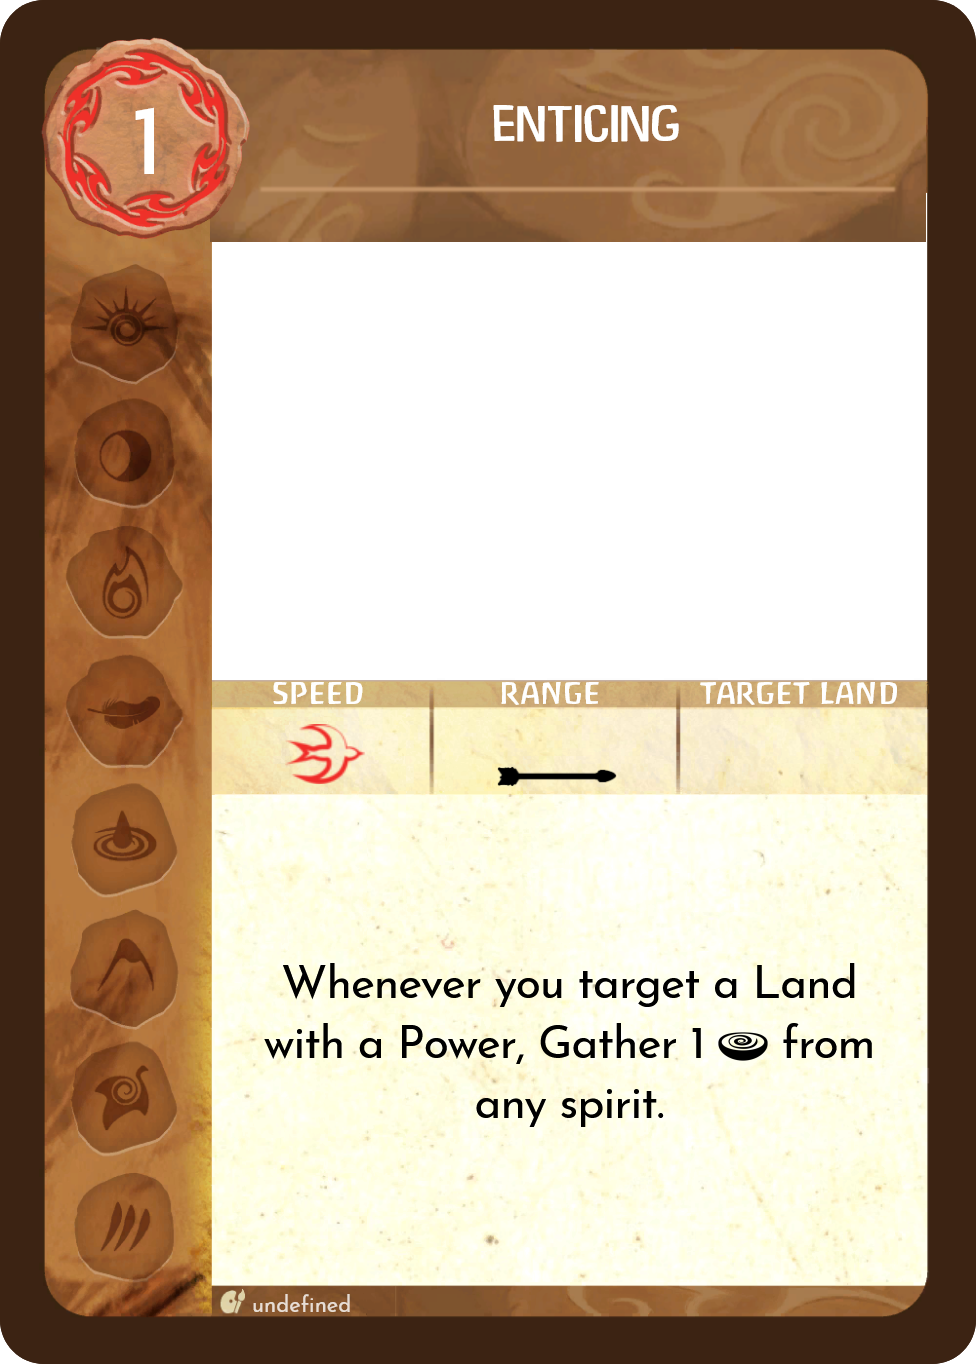 1
ENTICING
SPEED
RANGE
TARGET LAND
Whenever you target a Land
with a Power, Gather 1 from
any spirit.
undefined